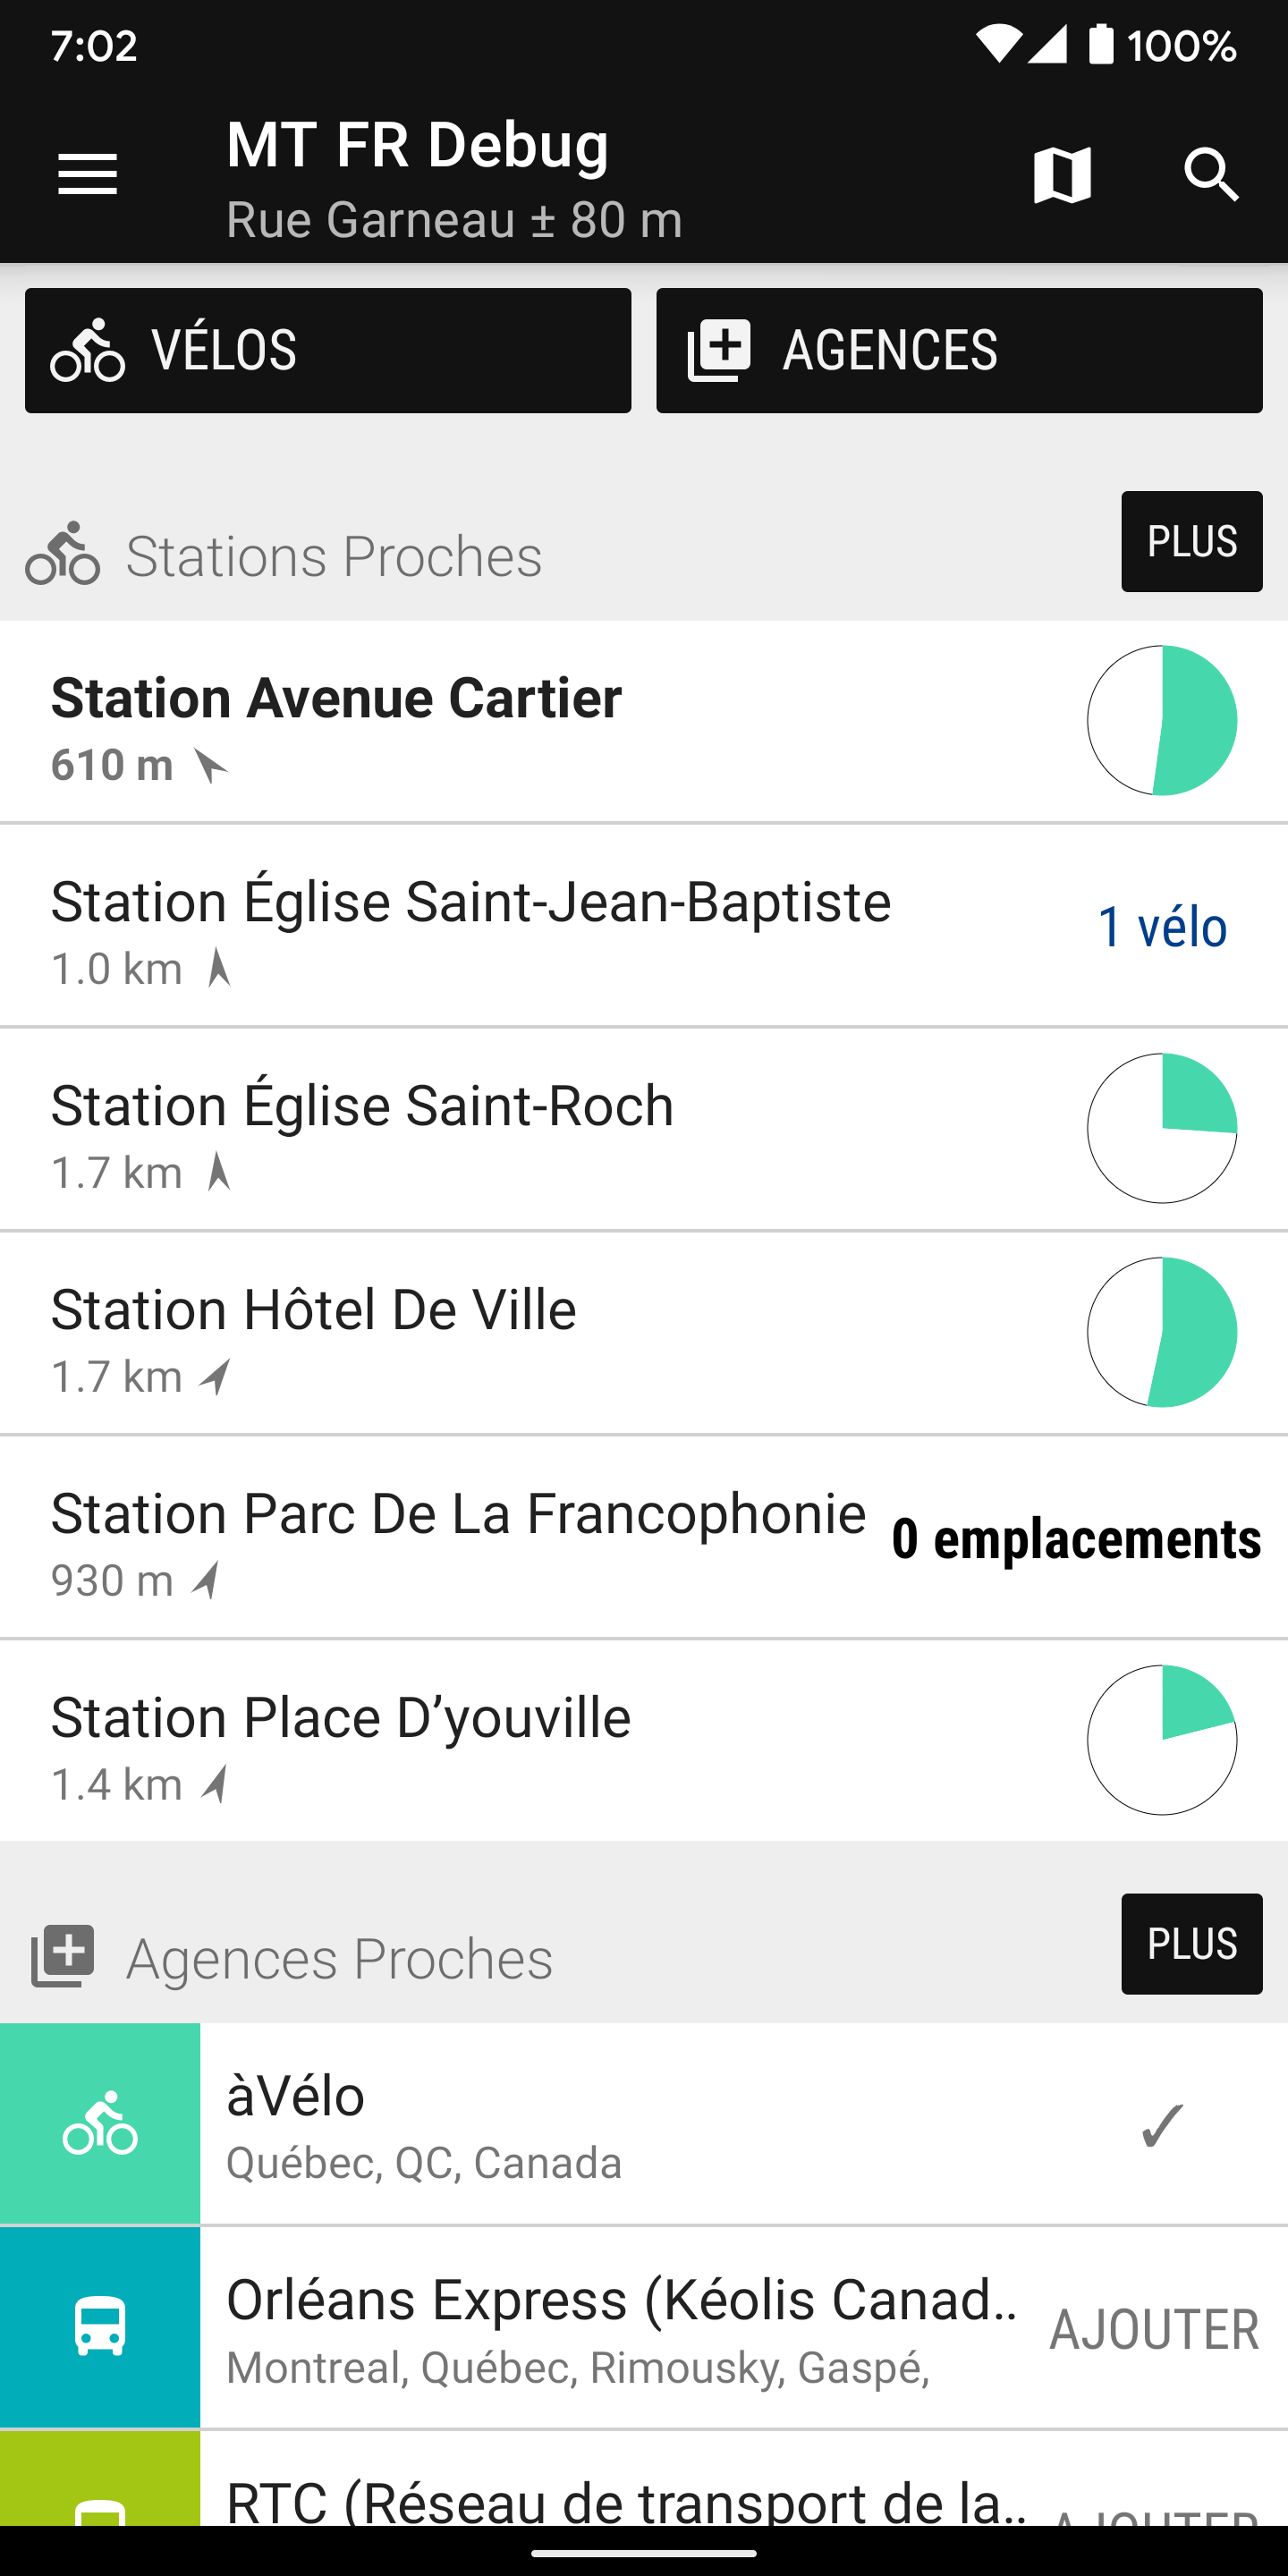 7:02 100%
MT FR Debug
Rue Garneau ± 80 m
VÉLOS
AGENCES
Stations Proches
PLUS
Station Avenue Cartier
610 m
Station Église Saint-Jean-Baptiste
1.0 km
1 vélo
Station Église Saint-Roch
1.7 km
Station Hôtel De Ville
1.7 km
Station Parc De La Francophonie
930 m
0 emplacements
Station Place D’youville
1.4 km
Agences Proches
PLUS
àVélo
Québec, QC, Canada
✓
Orléans Express (Kéolis Canad..
Montreal, Québec, Rimousky, Gaspé,
AJOUTER
RTC (Réseau de transport de la..
AJOUTER